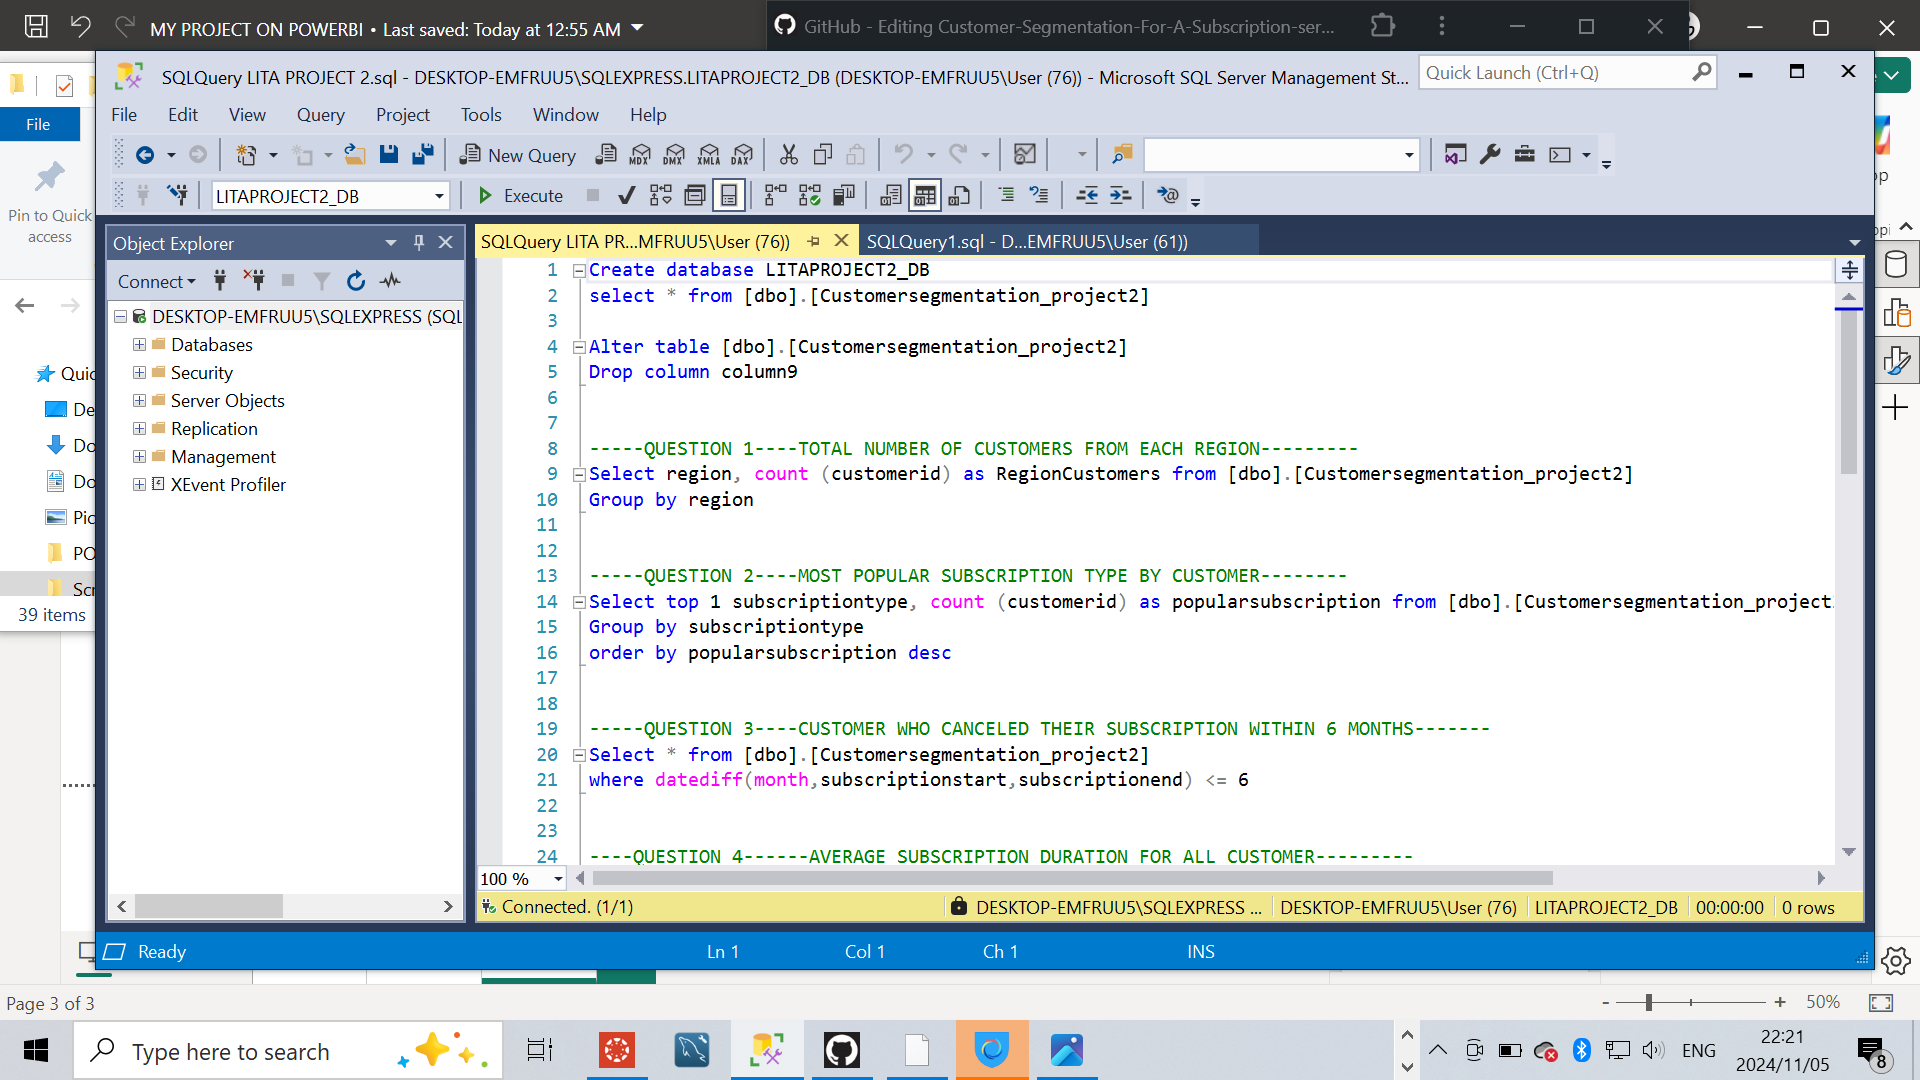 MY PROJECT ON POWERBI • Last saved: Today at 12:55 AM
GitHub - Editing Customer-Segmentation-For-A-Subscription-ser...
SQLQuery LITA PROJECT 2.sql - DESKTOP-EMFRUU5\SQLEXPRESS.LITAPROJECT2_DB (DESKTOP-EMFRUU5\User (76)) - Microsoft SQL Server Management St...
Quick Launch (Ctrl+Q)
File Edit View Query Project Tools Window Help
File
New Query
MDX DMX XMLA DAX
LITAPROJECT2_DB
Execute
Pin to Quick
access
Object Explorer
SQLQuery LITA PR...MFRUU5\User (76))
SQLQuery1.sql - D...EMFRUU5\User (61))
Connect
DESKTOP-EMFRUU5\SQLEXPRESS (SQL
Databases
Security
Server Objects
Replication
Management
XEvent Profiler
Quic
De
Do
Do
Pic
PO
Scr
39 items
1 Create database LITAPROJECT2_DB
2 select * from [dbo].[Customersegmentation_project2]
3
4 Alter table [dbo].[Customersegmentation_project2]
5 Drop column column9
6
7
8 -----QUESTION 1----TOTAL NUMBER OF CUSTOMERS FROM EACH REGION---------
9 Select region, count (customerid) as RegionCustomers from [dbo].[Customersegmentation_project2]
10 Group by region
11
12
13 -----QUESTION 2----MOST POPULAR SUBSCRIPTION TYPE BY CUSTOMER--------
14 Select top 1 subscriptiontype, count (customerid) as popularsubscription from [dbo].[Customersegmentation_project
15 Group by subscriptiontype
16 order by popularsubscription desc
17
18
19 -----QUESTION 3----CUSTOMER WHO CANCELED THEIR SUBSCRIPTION WITHIN 6 MONTHS-------
20 Select * from [dbo].[Customersegmentation_project2]
21 where datediff(month,subscriptionstart,subscriptionend) <= 6
22
23
24 ----QUESTION 4------AVERAGE SUBSCRIPTION DURATION FOR ALL CUSTOMER---------
100 %
Connected. (1/1)
DESKTOP-EMFRUU5\SQLEXPRESS ...
DESKTOP-EMFRUU5\User (76)
LITAPROJECT2_DB
00:00:00
0 rows
Ready
Ln 1
Col 1
Ch 1
INS
Page 3 of 3
50%
Type here to search
ENG
22:21
2024/11/05
8